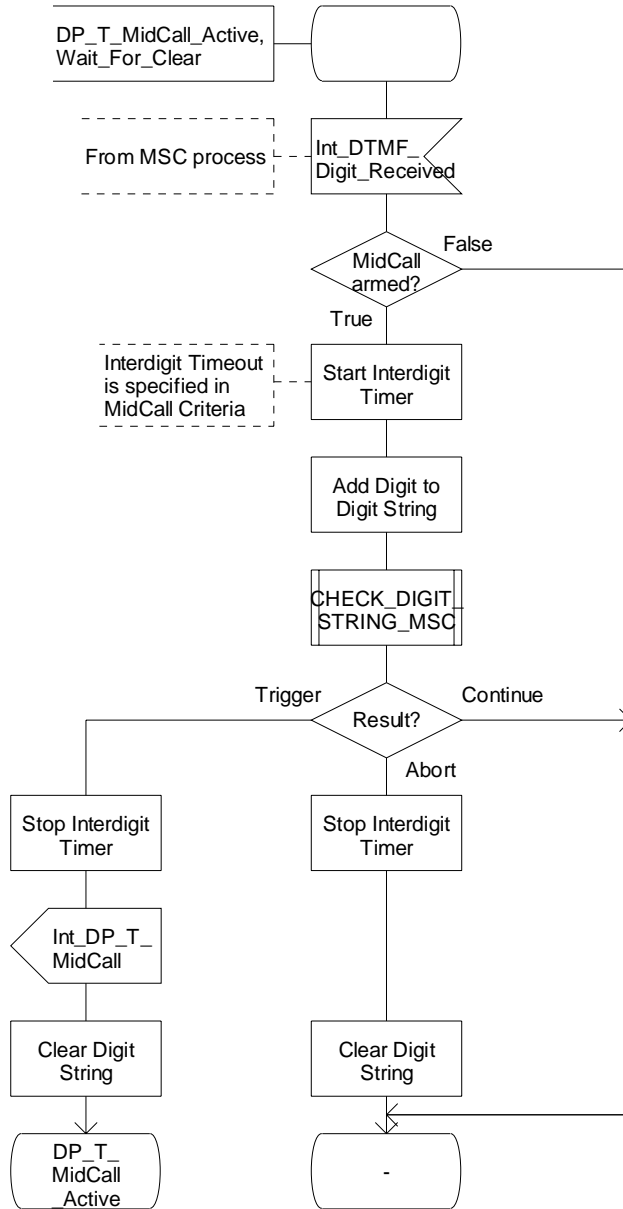 DP_T_MidCall_Active,
Wait_For_Clear
From MSC process
Int_DTMF_
Digit_Received
MidCall
armed?
False
True
Interdigit Timeout
is specified in
MidCall Criteria
Start Interdigit
Timer
Add Digit to
Digit String
CHECK_DIGIT_
STRING_MSC
Trigger
Result?
Continue
Abort
Stop Interdigit
Timer
Stop Interdigit
Timer
Int_DP_T_
MidCall
Clear Digit
String
Clear Digit
String
DP_T_
MidCall
_Active
-